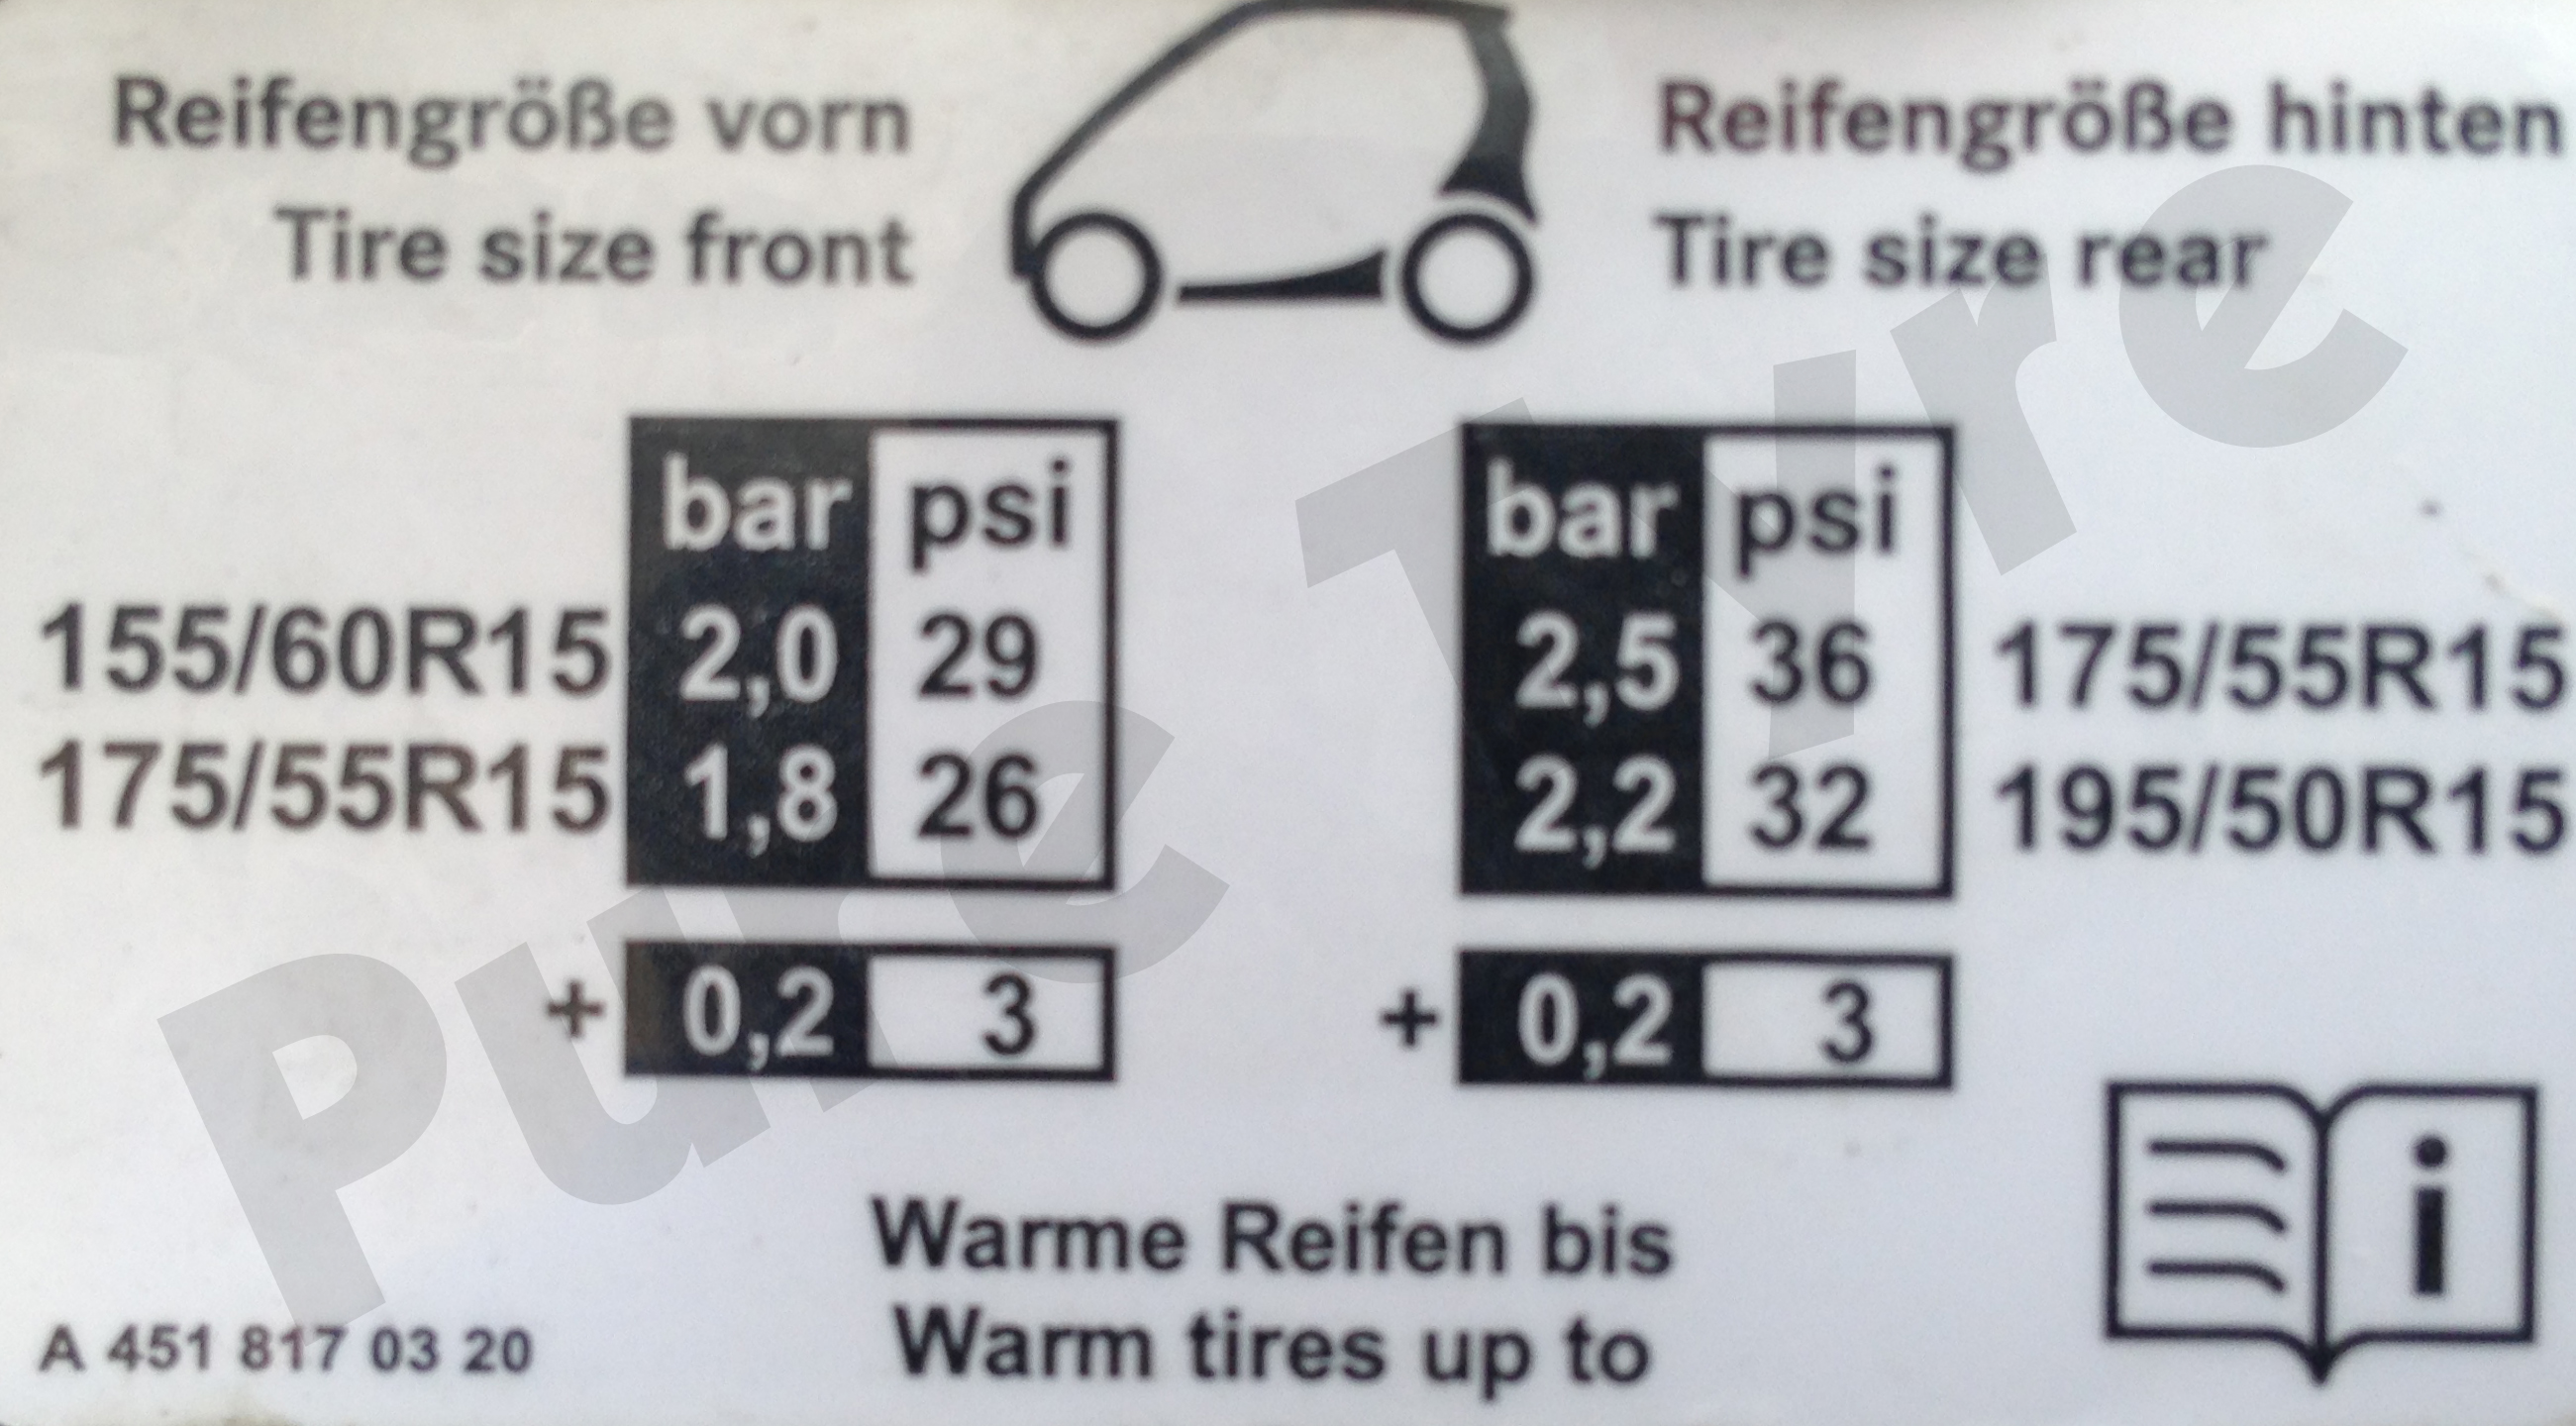 Reifengröße vorn
Tire size front
Reifengröße hinten
Tire size rear
bar psi
bar psi
155/60R15 2,0 29
2,5 36 175/55R15
175/55R15 1,8 26
2,2 32 195/50R15
+ 0,2 3
+ 0,2 3
Warme Reifen bis
Warm tires up to
A 451 817 03 20
i
Pure Tyre